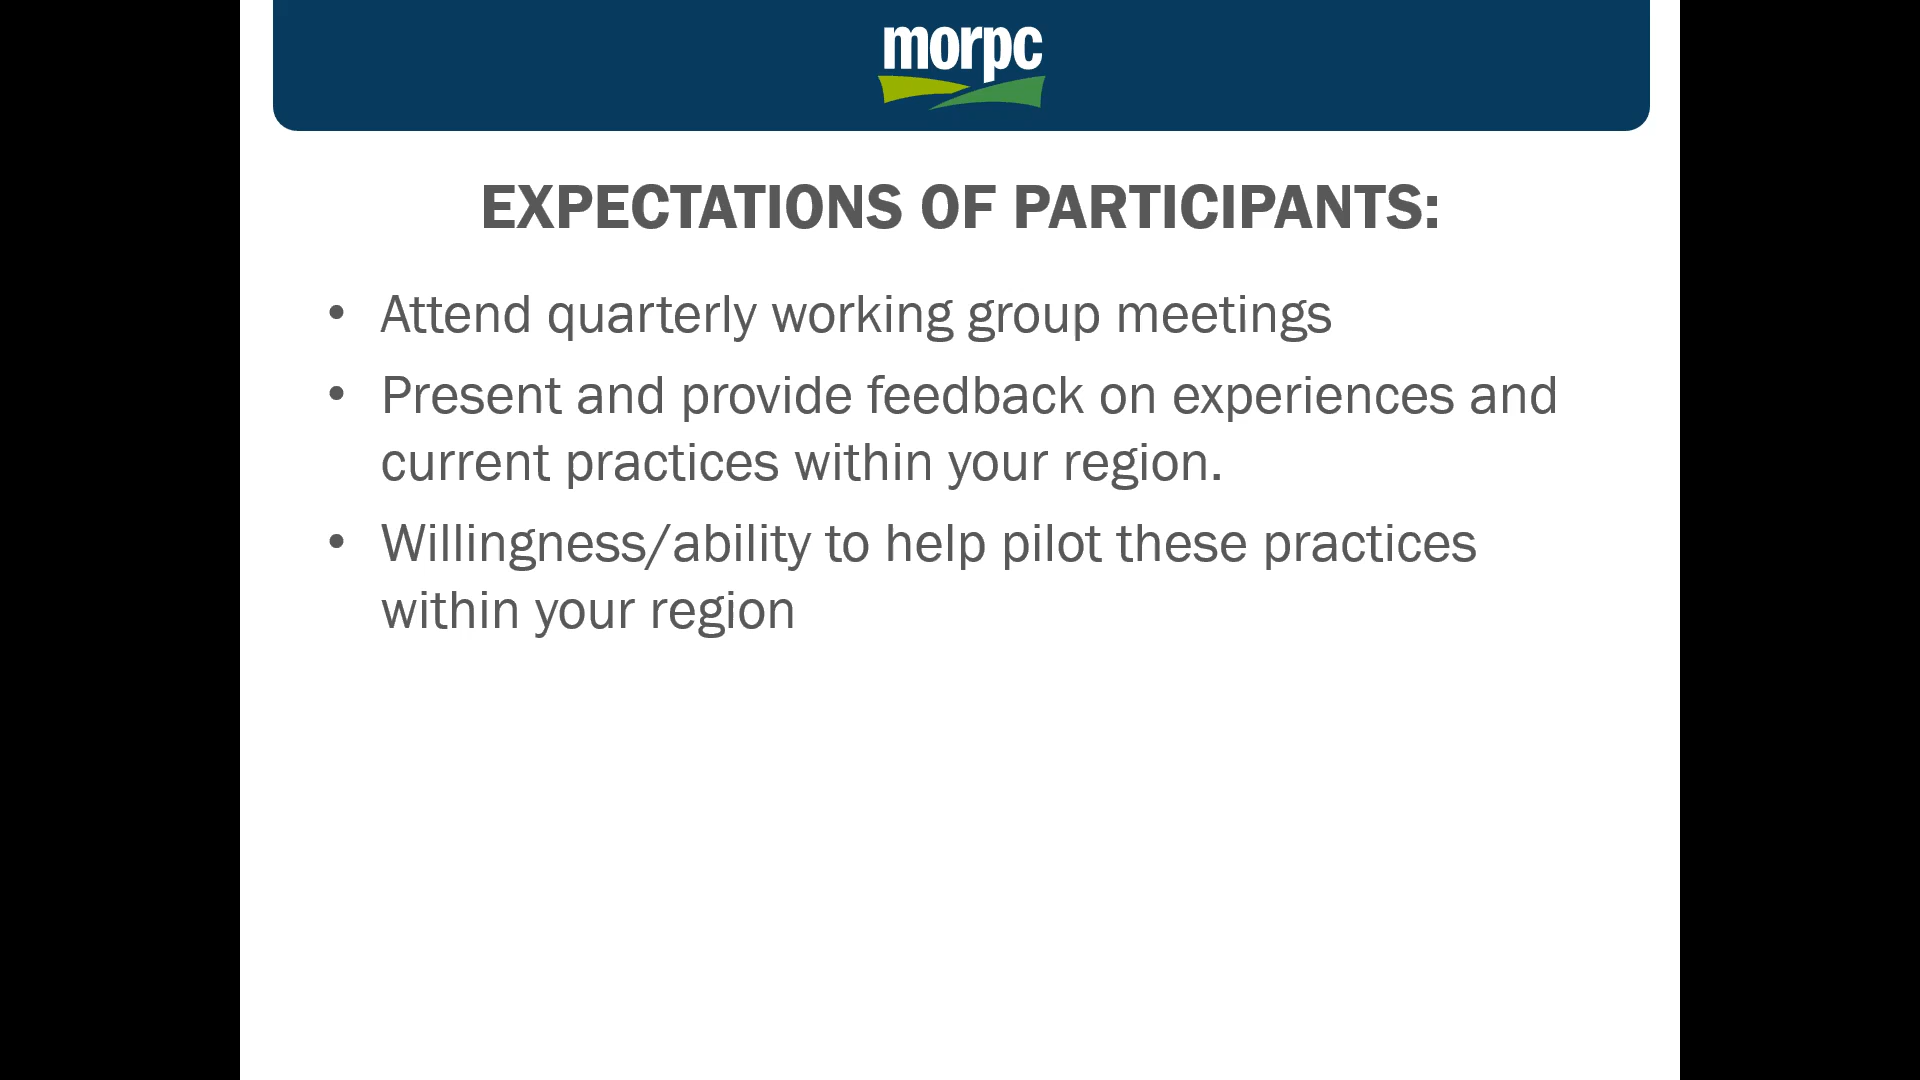 morpc
EXPECTATIONS OF PARTICIPANTS:
• Attend quarterly working group meetings
• Present and provide feedback on experiences and
current practices within your region.
• Willingness/ability to help pilot these practices
within your region